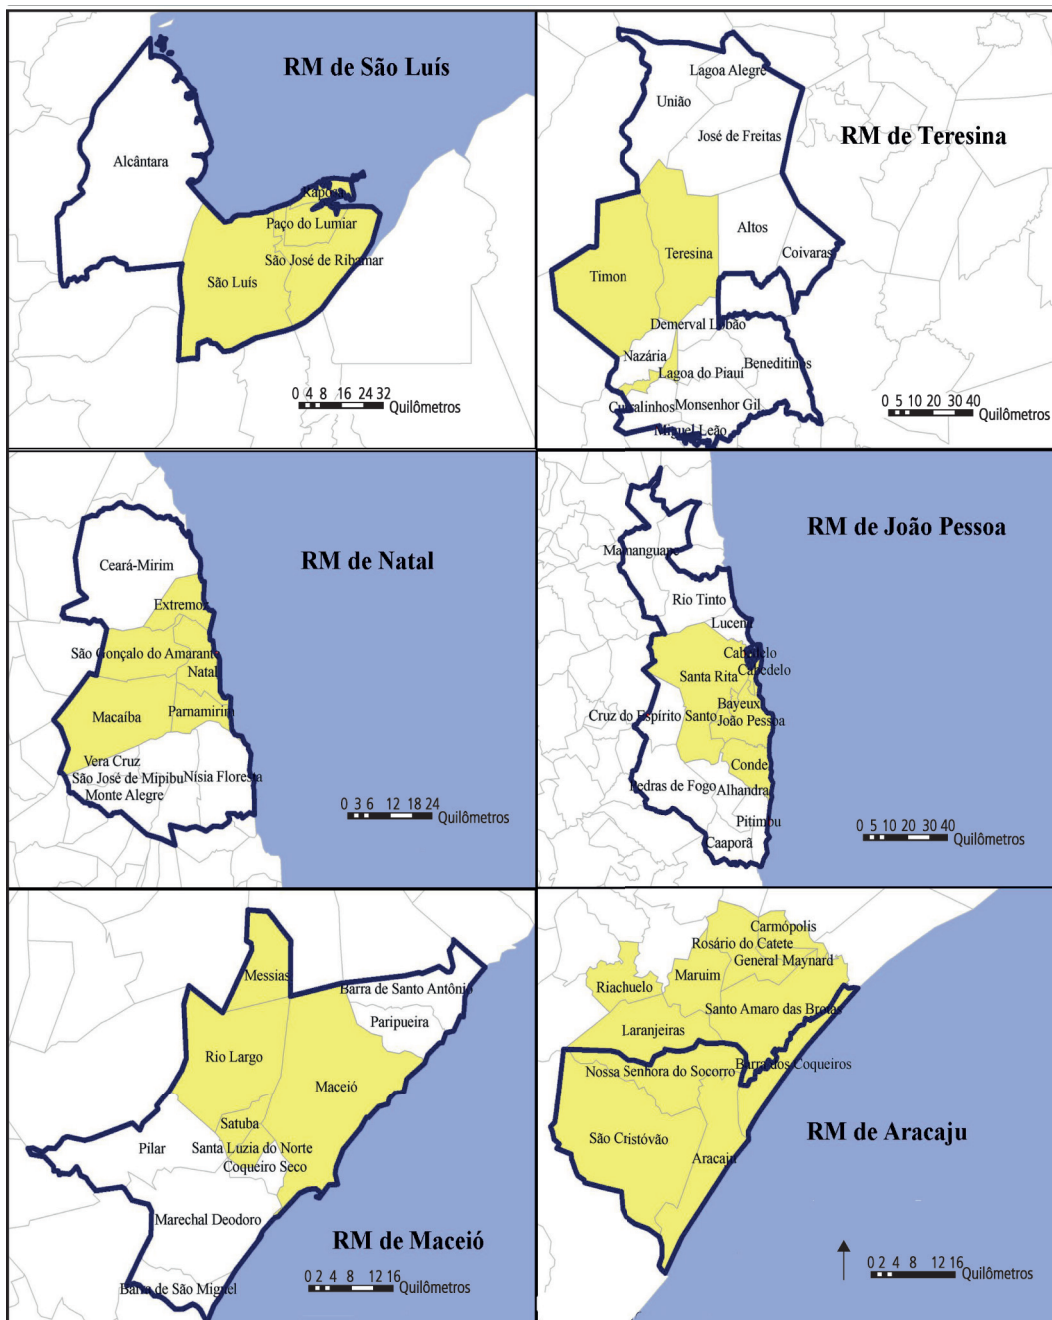 RM de São Luís
Alcântara
Raposa
Paço do Lumiar
São José de Ribamar
São Luís
0 4 8 16 24 32
Quilômetros
RM de Teresina
Lagoa Alegre
União
José de Freitas
Altos
Teresina
Coivaras
Timon
Demerval Lobão
Nazária
Beneditinos
Lagoa do Piauí
Curralinhos
Monsenhor Gil
Miguel Leão
0 5 10 20 30 40
Quilômetros
RM de Natal
Ceará-Mirim
Extremoz
São Gonçalo do Amarante
Natal
Macaíba
Parnamirim
Vera Cruz
São José de Mipibu
Nísia Floresta
Monte Alegre
0 3 6 12 18 24
Quilômetros
RM de João Pessoa
Mamanguape
Rio Tinto
Lucena
Cabedelo
Cabedelo
Santa Rita
Bayeux
Cruz do Espírito Santo
João Pessoa
Conde
Pedras de Fogo
Alhandra
Pitimbu
Caaporã
0 5 10 20 30 40
Quilômetros
Messias
Barra de Santo Antônio
Paripueira
Rio Largo
Maceió
Satuba
Pilar
Santa Luzia do Norte
Coqueiro Seco
Marechal Deodoro
RM de Maceió
Barra de São Miguel
0 2 4 8 12 16
Quilômetros
Carmópolis
Rosário do Catete
General Maynard
Maruim
Riachuelo
Santo Amaro das Brotas
Laranjeiras
Barra dos Coqueiros
Nossa Senhora do Socorro
RM de Aracaju
São Cristóvão
Aracaju
0 2 4 8 12 16
Quilômetros